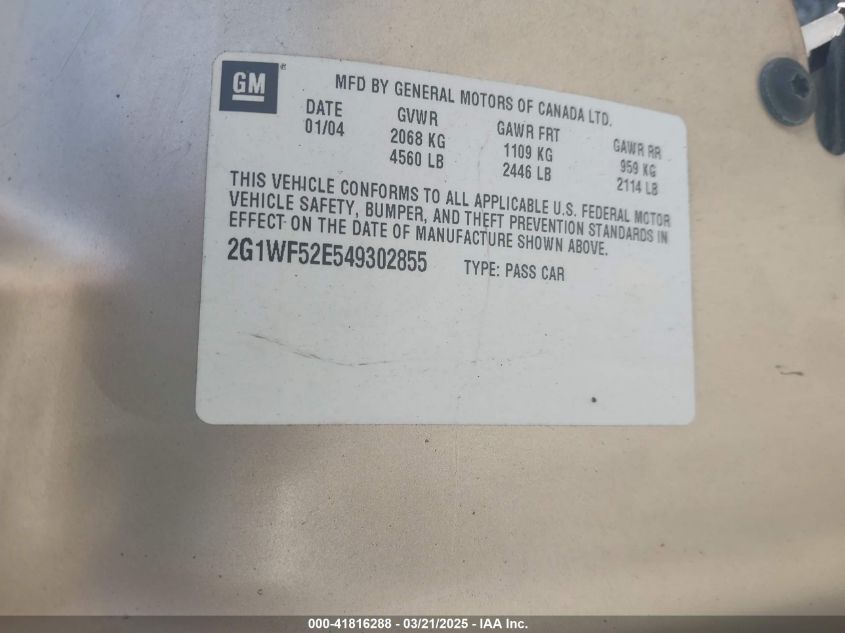 GM®
MFD BY GENERAL MOTORS OF CANADA LTD.
DATE GVWR GAWR FRT GAWR RR
01/04 2068 KG 1109 KG 959 KG
4560 LB 2446 LB 2114 LB
THIS VEHICLE CONFORMS TO ALL APPLICABLE U.S. FEDERAL MOTOR
VEHICLE SAFETY, BUMPER, AND THEFT PREVENTION STANDARDS IN
EFFECT ON THE DATE OF MANUFACTURE SHOWN ABOVE.
2G1WF52E549302855 TYPE: PASS CAR
000-41816288 - 03/21/2025 - IAA Inc.